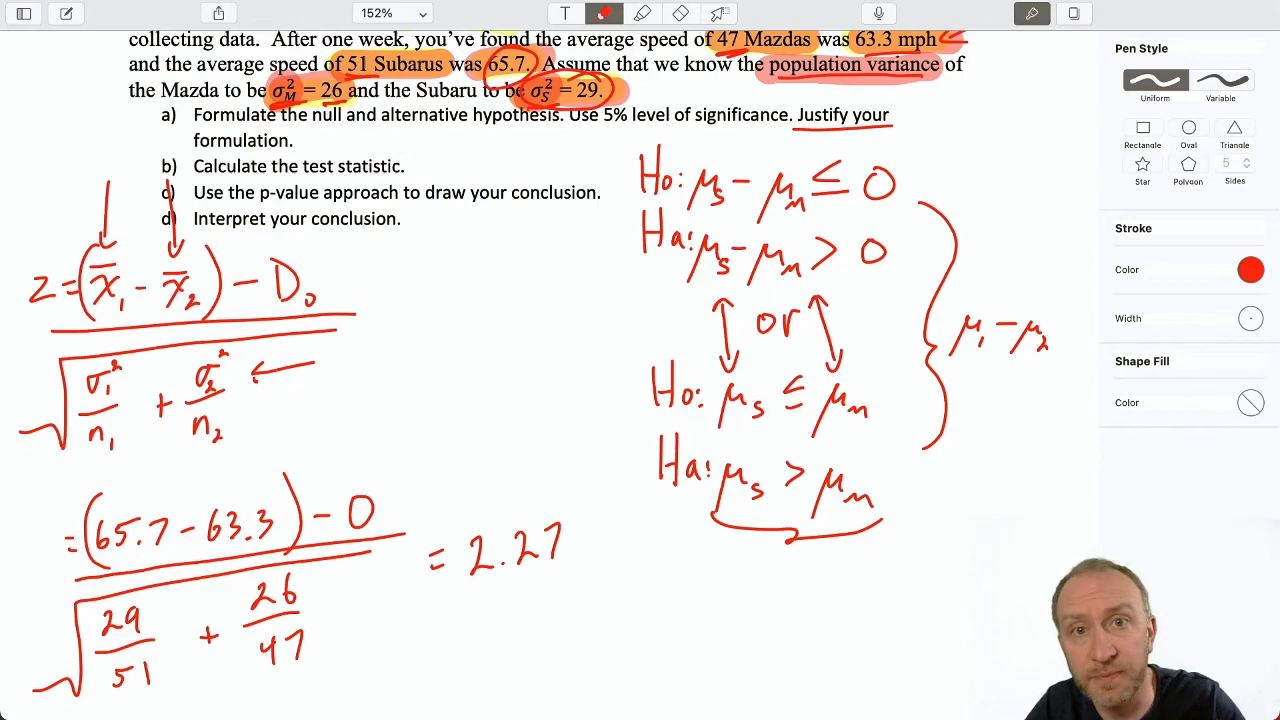 152%
T
collecting data. After one week, you've found the average speed of 47 Mazdas was 63.3 mph
and the average speed of 51 Subarus was 65.7. Assume that we know the population variance of
the Mazda to be σ²M = 26 and the Subaru to be σ²S = 29.
a) Formulate the null and alternative hypothesis. Use 5% level of significance. Justify your
formulation.
b) Calculate the test statistic.
c) Use the p-value approach to draw your conclusion.
d) Interpret your conclusion.
Ho: μs - μm ≤ 0
Ha: μs - μm > 0
or
Ho: μs ≤ μm
Ha: μs > μm
μ1 - μ2
z = (x̄1 - x̄2) - D0
√ σ1²/n1 + σ2²/n2
= (65.7 - 63.3) - 0
√ 29/51 + 26/47
= 2.27
Pen Style
Uniform Variable
Rectangle Oval Triangle
Star Polygon 5 Sides
Stroke
Color
Width
Shape Fill
Color